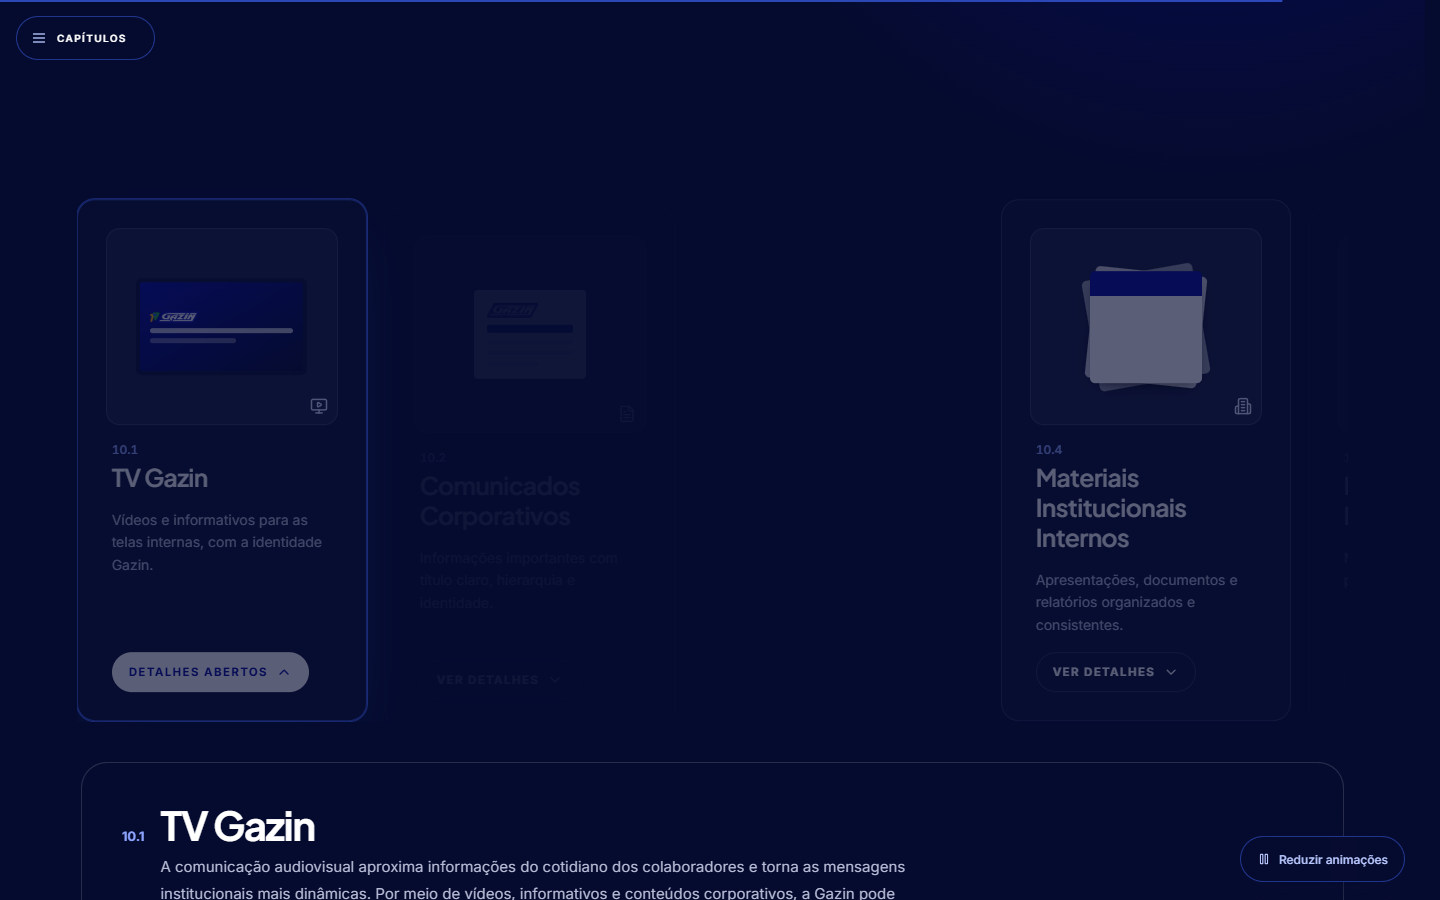 CAPÍTULOS
GAZIN
10.1
TV Gazin
Vídeos e informativos para as
telas internas, com a identidade
Gazin.
DETALHES ABERTOS
GAZIN
10.2
Comunicados
Corporativos
Informações importantes com
título claro, hierarquia e
identidade.
VER DETALHES
10.4
Materiais
Institucionais
Internos
Apresentações, documentos e
relatórios organizados e
consistentes.
VER DETALHES
10.1
TV Gazin
A comunicação audiovisual aproxima informações do cotidiano dos colaboradores e torna as mensagens
institucionais mais dinâmicas. Por meio de vídeos, informativos e conteúdos corporativos, a Gazin pode
Reduzir animações